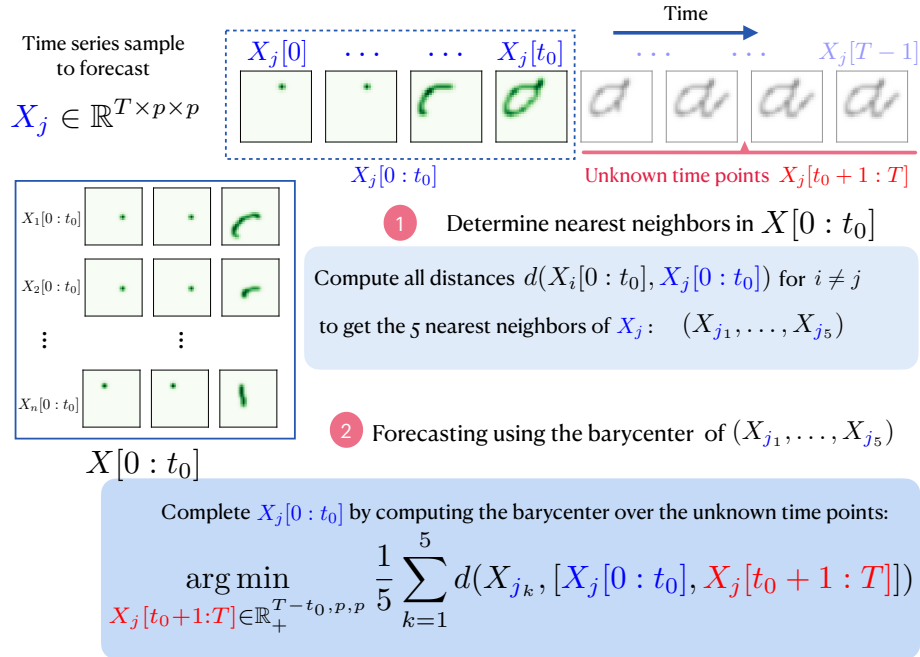 Time series sample
to forecast
X_j ∈ ℝ^{T×p×p}
X_j[0] · · · · · · X_j[t_0] · · · · · · X_j[T − 1]
Time
X_j[0 : t_0]
Unknown time points X_j[t_0 + 1 : T]
X_1[0 : t_0]
X_2[0 : t_0]
⋮ ⋮
X_n[0 : t_0]
X[0 : t_0]
1 Determine nearest neighbors in X[0 : t_0]
Compute all distances d(X_i[0 : t_0], X_j[0 : t_0]) for i ≠ j
to get the 5 nearest neighbors of X_j : (X_{j_1}, . . . , X_{j_5})
2 Forecasting using the barycenter of (X_{j_1}, . . . , X_{j_5})
Complete X_j[0 : t_0] by computing the barycenter over the unknown time points:
arg min_{X_j[t_0+1:T]∈ℝ_+^{T−t_0,p,p}} \frac{1}{5} \sum_{k=1}^{5} d(X_{j_k}, [X_j[0 : t_0], X_j[t_0 + 1 : T]])